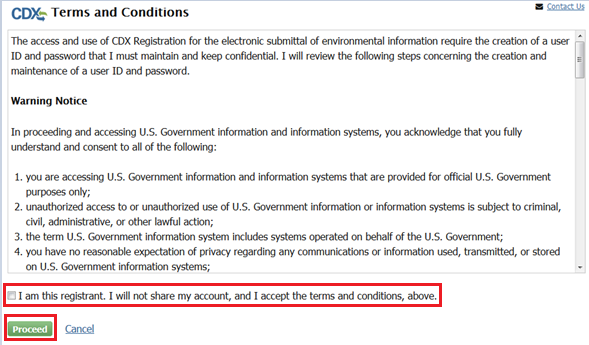 CDX Terms and Conditions
Contact Us
The access and use of CDX Registration for the electronic submittal of environmental information require the creation of a user
ID and password that I must maintain and keep confidential. I will review the following steps concerning the creation and
maintenance of a user ID and password.
Warning Notice
In proceeding and accessing U.S. Government information and information systems, you acknowledge that you fully
understand and consent to all of the following:
1. you are accessing U.S. Government information and information systems that are provided for official U.S. Government
purposes only;
2. unauthorized access to or unauthorized use of U.S. Government information or information systems is subject to criminal,
civil, administrative, or other lawful action;
3. the term U.S. Government information system includes systems operated on behalf of the U.S. Government;
4. you have no reasonable expectation of privacy regarding any communications or information used, transmitted, or stored
on U.S. Government information systems;
I am this registrant. I will not share my account, and I accept the terms and conditions, above.
Proceed Cancel